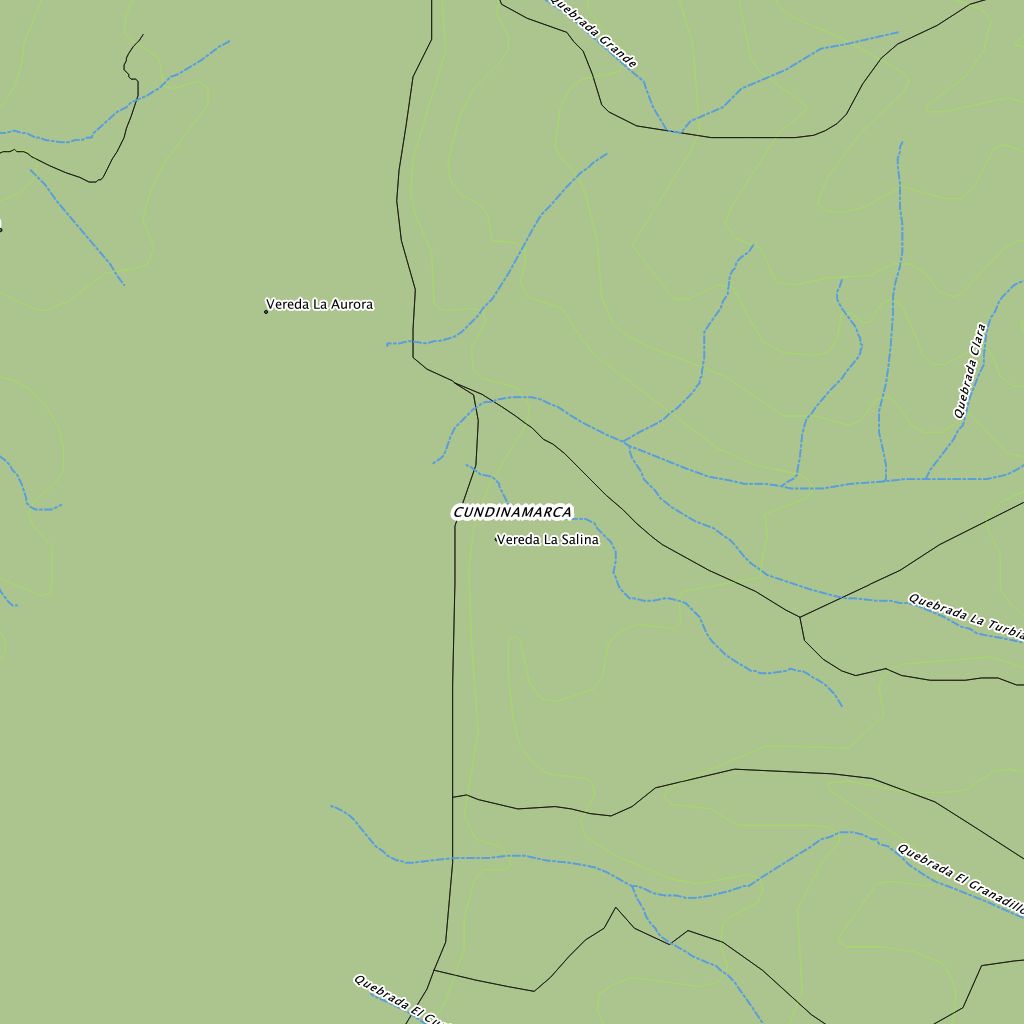 Quebrada Grande
Vereda La Aurora
Quebrada Clara
CUNDINAMARCA
Vereda La Salina
Quebrada La Turbia
Quebrada El Granadillo
Quebrada El